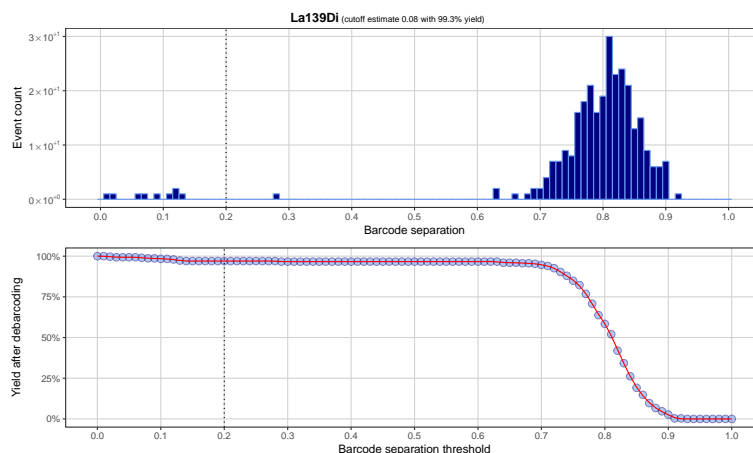 La139Di (cutoff estimate 0.08 with 99.3% yield)
3×10⁻¹
2×10⁻¹
1×10⁻¹
0×10⁻⁰
Event count
0.0 0.1 0.2 0.3 0.4 0.5 0.6 0.7 0.8 0.9 1.0
Barcode separation
100%
75%
50%
25%
0%
Yield after debarcoding
0.0 0.1 0.2 0.3 0.4 0.5 0.6 0.7 0.8 0.9 1.0
Barcode separation threshold